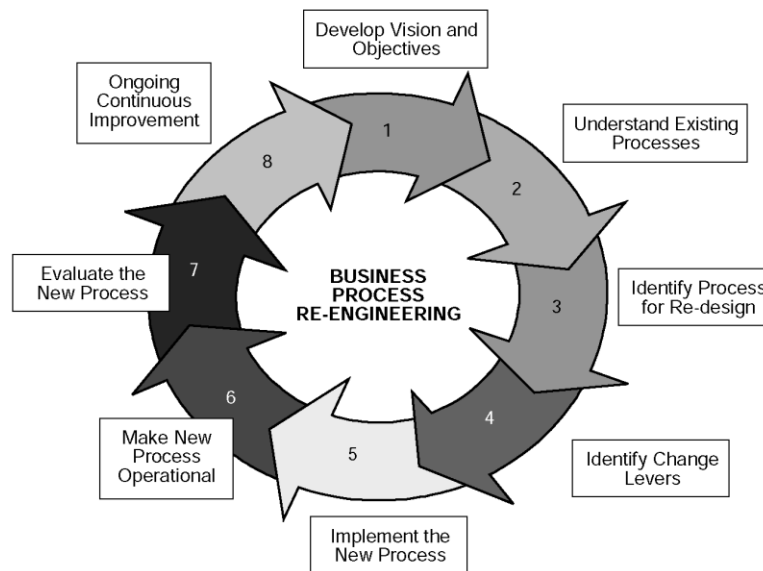 Develop Vision and
Objectives
1
Understand Existing
Processes
2
Identify Process
for Re-design
3
Identify Change
Levers
4
Implement the
New Process
5
Make New
Process
Operational
6
Evaluate the
New Process
7
Ongoing
Continuous
Improvement
8
BUSINESS
PROCESS
RE-ENGINEERING